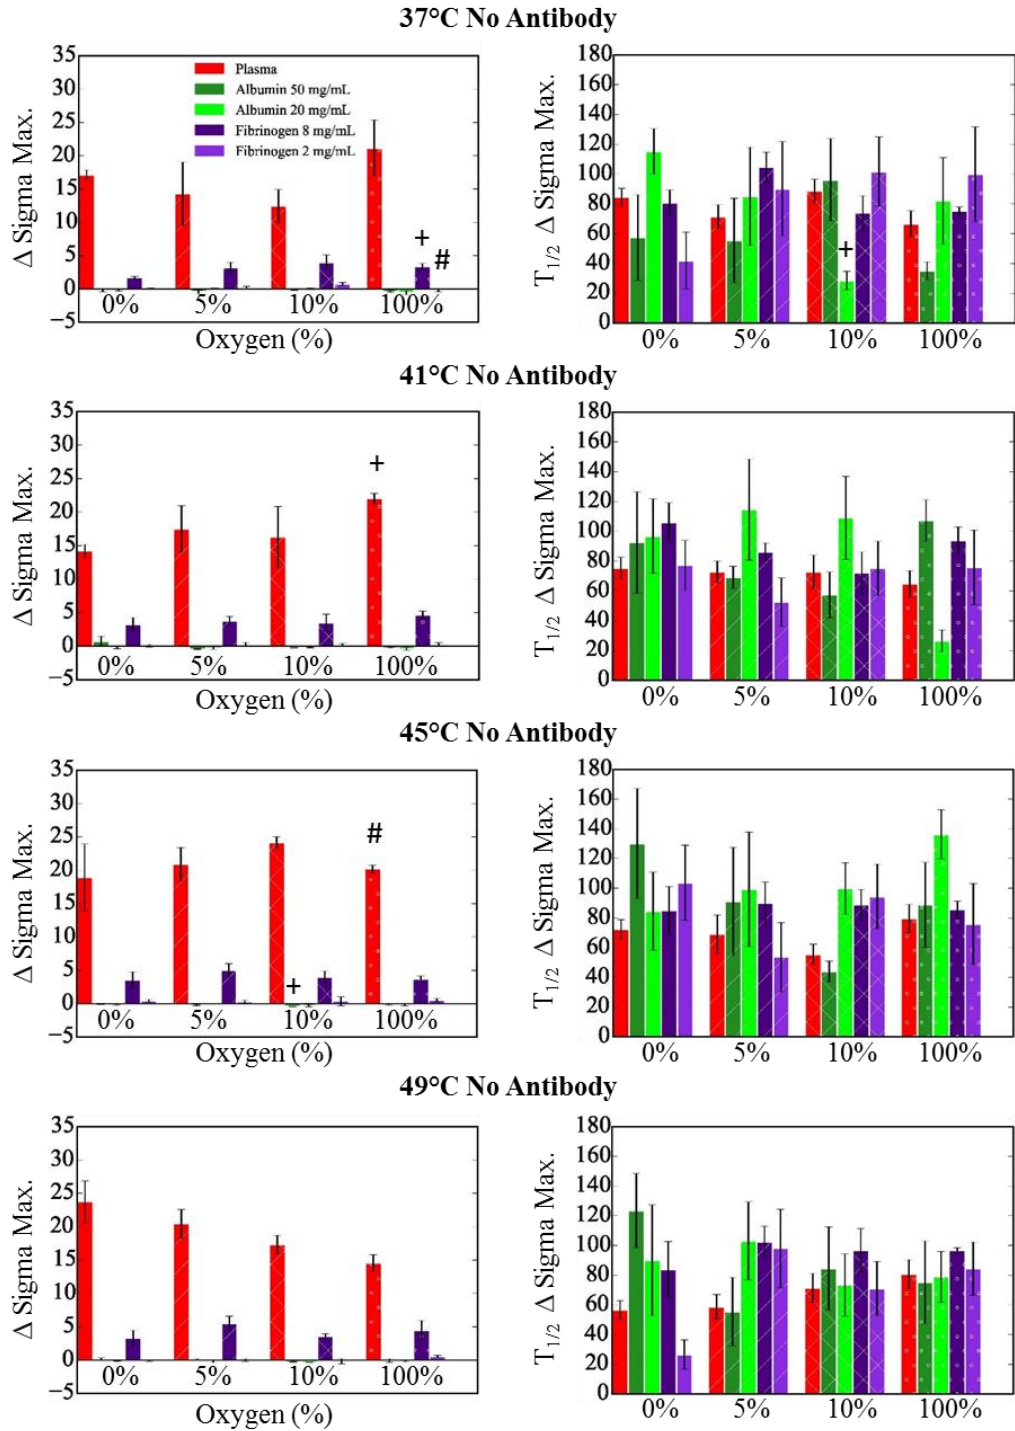 37°C No Antibody
35
30
25
20
15
10
5
0
−5
Δ Sigma Max.
Plasma
Albumin 50 mg/mL
Albumin 20 mg/mL
Fibrinogen 8 mg/mL
Fibrinogen 2 mg/mL
+
#
0% 5% 10% 100%
Oxygen (%)
180
160
140
120
100
80
60
40
20
0
T1/2 Δ Sigma Max.
+
0% 5% 10% 100%
41°C No Antibody
35
30
25
20
15
10
5
0
−5
Δ Sigma Max.
+
0% 5% 10% 100%
Oxygen (%)
180
160
140
120
100
80
60
40
20
0
T1/2 Δ Sigma Max.
0% 5% 10% 100%
45°C No Antibody
35
30
25
20
15
10
5
0
−5
Δ Sigma Max.
#
+
0% 5% 10% 100%
Oxygen (%)
180
160
140
120
100
80
60
40
20
0
T1/2 Δ Sigma Max.
0% 5% 10% 100%
49°C No Antibody
35
30
25
20
15
10
5
0
−5
Δ Sigma Max.
0% 5% 10% 100%
Oxygen (%)
180
160
140
120
100
80
60
40
20
0
T1/2 Δ Sigma Max.
0% 5% 10% 100%